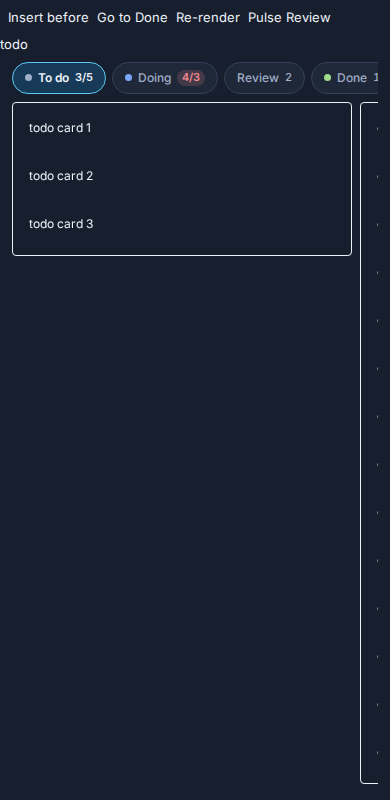 Insert before Go to Done Re-render Pulse Review
todo
To do 3/5 Doing 4/3 Review 2 Done 1
todo card 1
todo card 2
todo card 3